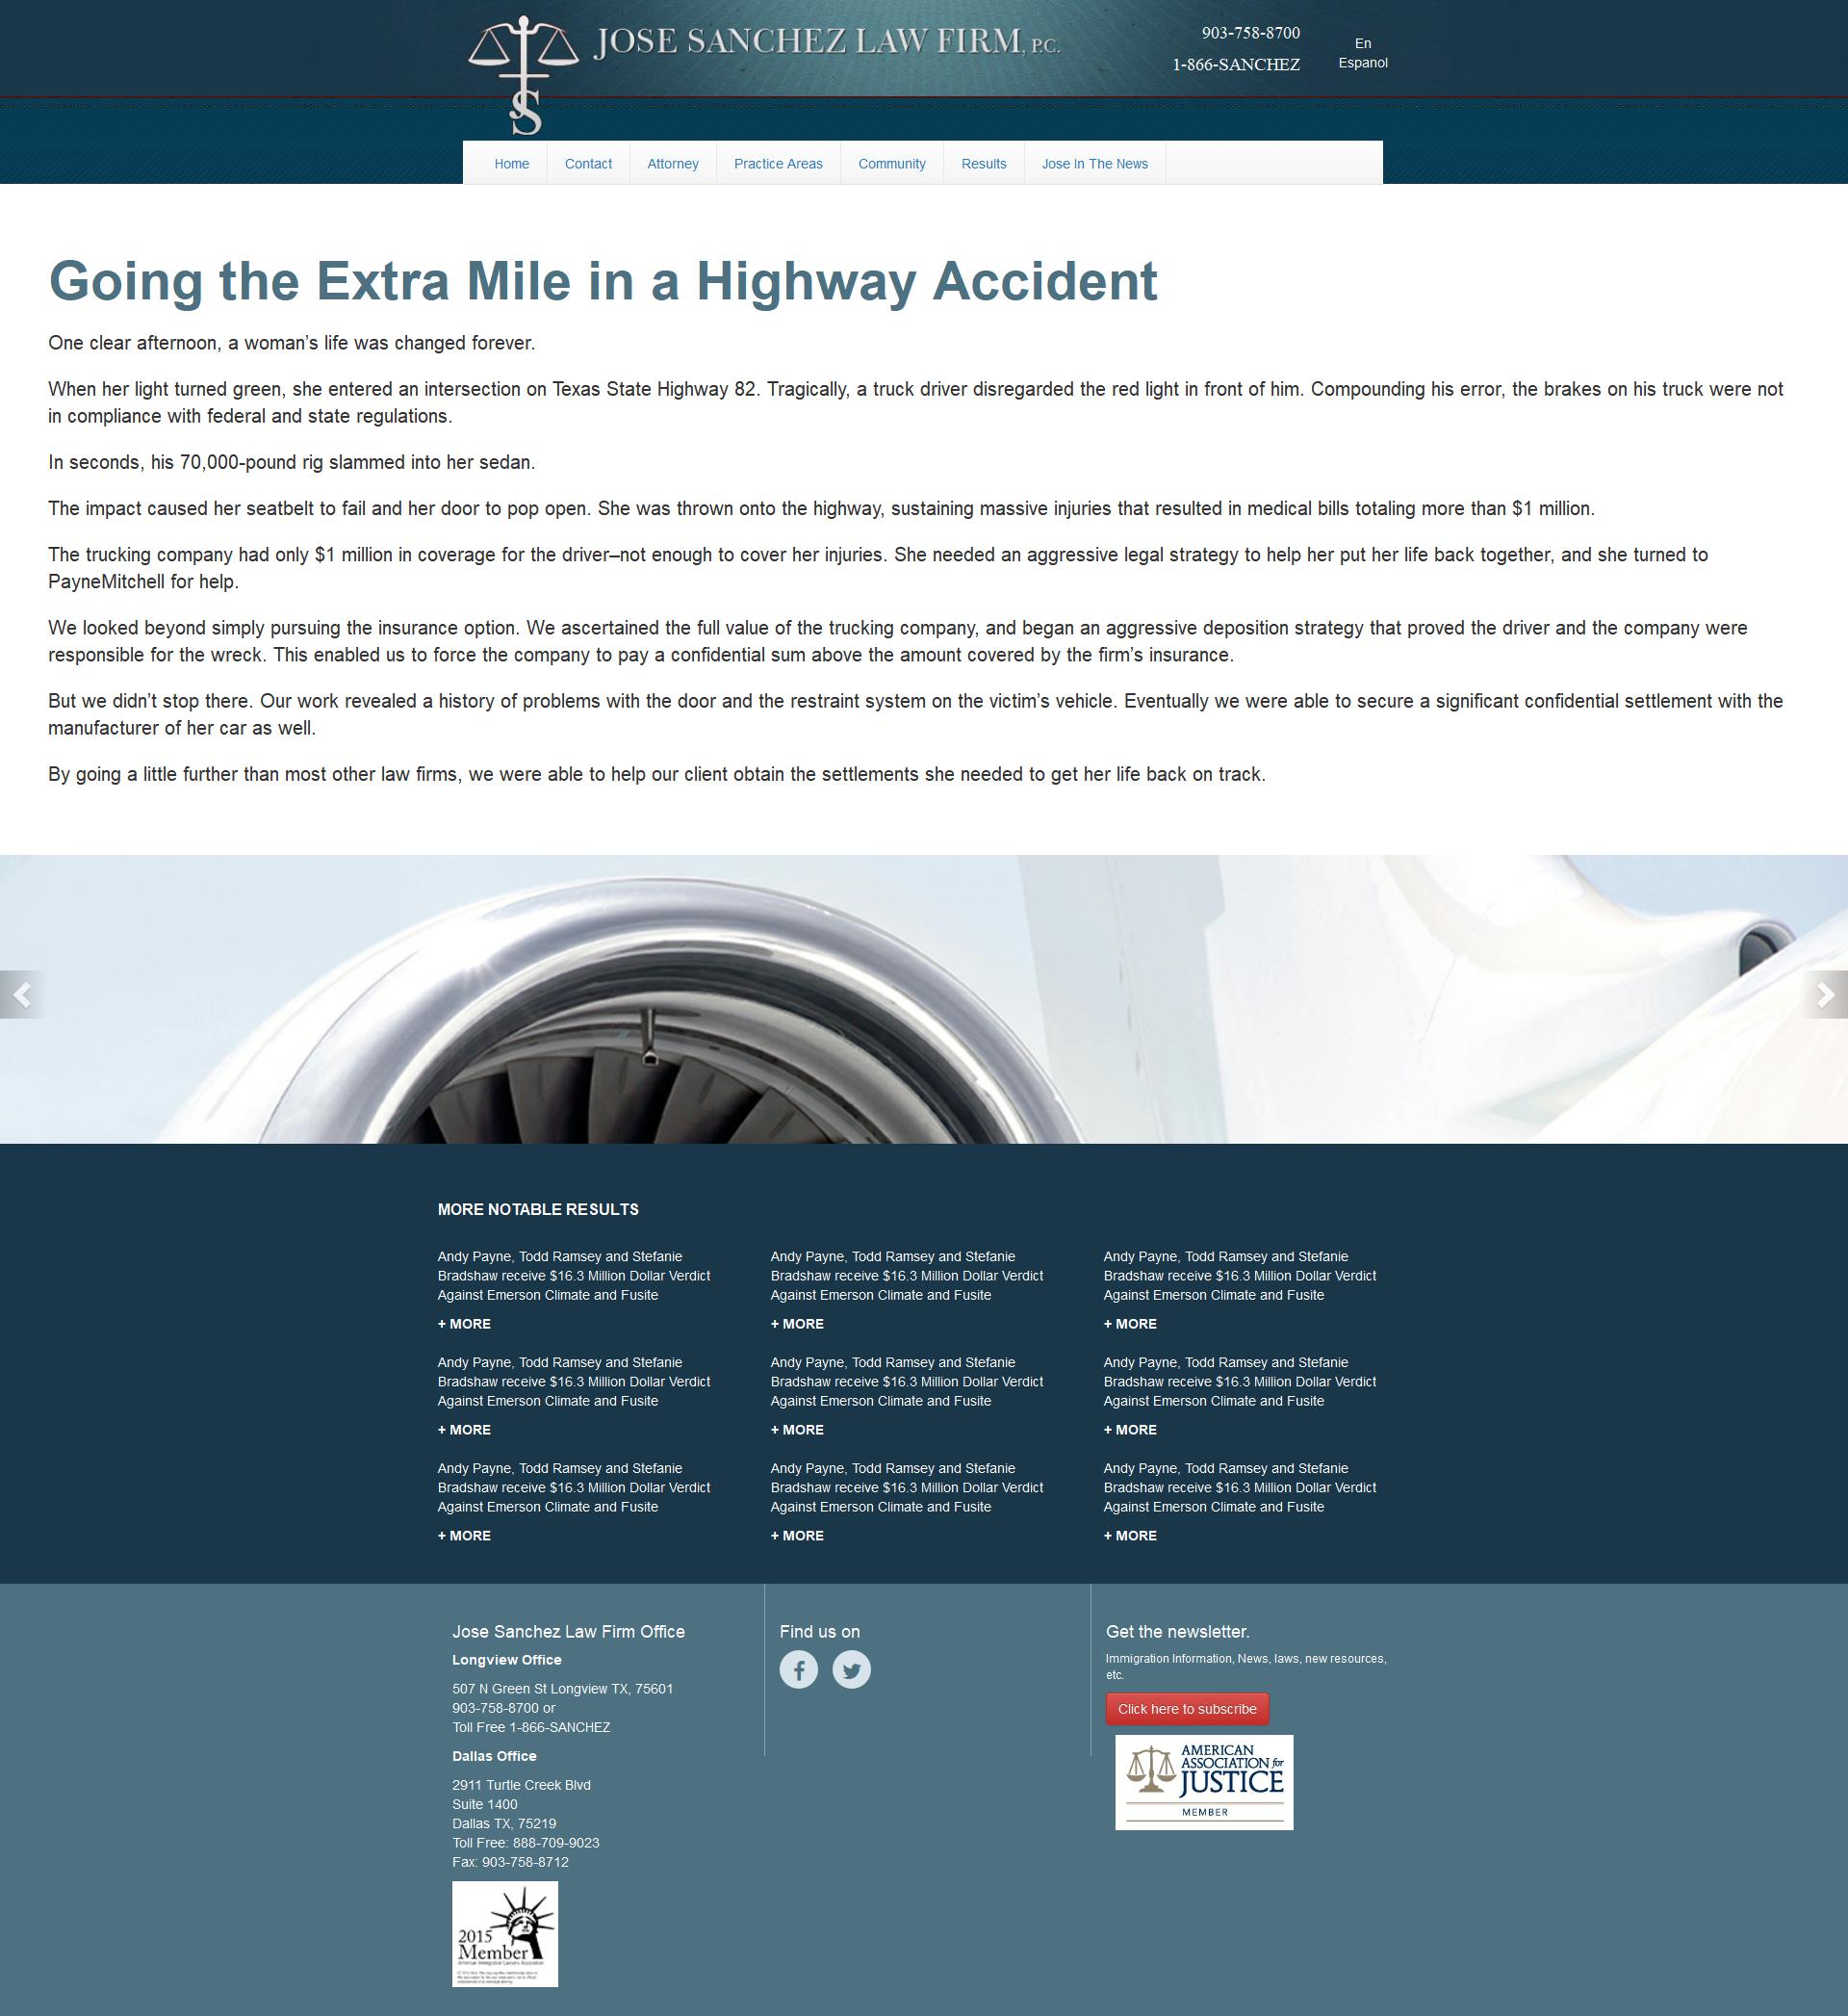 JOSE SANCHEZ LAW FIRM, P.C.
903-758-8700
1-866-SANCHEZ
En Espanol
JS
Home
Contact
Attorney
Practice Areas
Community
Results
Jose In The News
Going the Extra Mile in a Highway Accident
One clear afternoon, a woman’s life was changed forever.
When her light turned green, she entered an intersection on Texas State Highway 82. Tragically, a truck driver disregarded the red light in front of him. Compounding his error, the brakes on his truck were not
in compliance with federal and state regulations.
In seconds, his 70,000-pound rig slammed into her sedan.
The impact caused her seatbelt to fail and her door to pop open. She was thrown onto the highway, sustaining massive injuries that resulted in medical bills totaling more than $1 million.
The trucking company had only $1 million in coverage for the driver–not enough to cover her injuries. She needed an aggressive legal strategy to help her put her life back together, and she turned to
PayneMitchell for help.
We looked beyond simply pursuing the insurance option. We ascertained the full value of the trucking company, and began an aggressive deposition strategy that proved the driver and the company were
responsible for the wreck. This enabled us to force the company to pay a confidential sum above the amount covered by the firm’s insurance.
But we didn’t stop there. Our work revealed a history of problems with the door and the restraint system on the victim’s vehicle. Eventually we were able to secure a significant confidential settlement with the
manufacturer of her car as well.
By going a little further than most other law firms, we were able to help our client obtain the settlements she needed to get her life back on track.
MORE NOTABLE RESULTS
Andy Payne, Todd Ramsey and Stefanie
Bradshaw receive $16.3 Million Dollar Verdict
Against Emerson Climate and Fusite
+ MORE
Andy Payne, Todd Ramsey and Stefanie
Bradshaw receive $16.3 Million Dollar Verdict
Against Emerson Climate and Fusite
+ MORE
Andy Payne, Todd Ramsey and Stefanie
Bradshaw receive $16.3 Million Dollar Verdict
Against Emerson Climate and Fusite
+ MORE
Andy Payne, Todd Ramsey and Stefanie
Bradshaw receive $16.3 Million Dollar Verdict
Against Emerson Climate and Fusite
+ MORE
Andy Payne, Todd Ramsey and Stefanie
Bradshaw receive $16.3 Million Dollar Verdict
Against Emerson Climate and Fusite
+ MORE
Andy Payne, Todd Ramsey and Stefanie
Bradshaw receive $16.3 Million Dollar Verdict
Against Emerson Climate and Fusite
+ MORE
Andy Payne, Todd Ramsey and Stefanie
Bradshaw receive $16.3 Million Dollar Verdict
Against Emerson Climate and Fusite
+ MORE
Andy Payne, Todd Ramsey and Stefanie
Bradshaw receive $16.3 Million Dollar Verdict
Against Emerson Climate and Fusite
+ MORE
Andy Payne, Todd Ramsey and Stefanie
Bradshaw receive $16.3 Million Dollar Verdict
Against Emerson Climate and Fusite
+ MORE
Jose Sanchez Law Firm Office
Longview Office
507 N Green St Longview TX, 75601
903-758-8700 or
Toll Free 1-866-SANCHEZ
Dallas Office
2911 Turtle Creek Blvd
Suite 1400
Dallas TX, 75219
Toll Free: 888-709-9023
Fax: 903-758-8712
2015
Member
American Immigration Lawyers Association
Find us on
Get the newsletter.
Immigration Information, News, laws, new resources,
etc.
Click here to subscribe
AMERICAN
ASSOCIATION for
JUSTICE
MEMBER